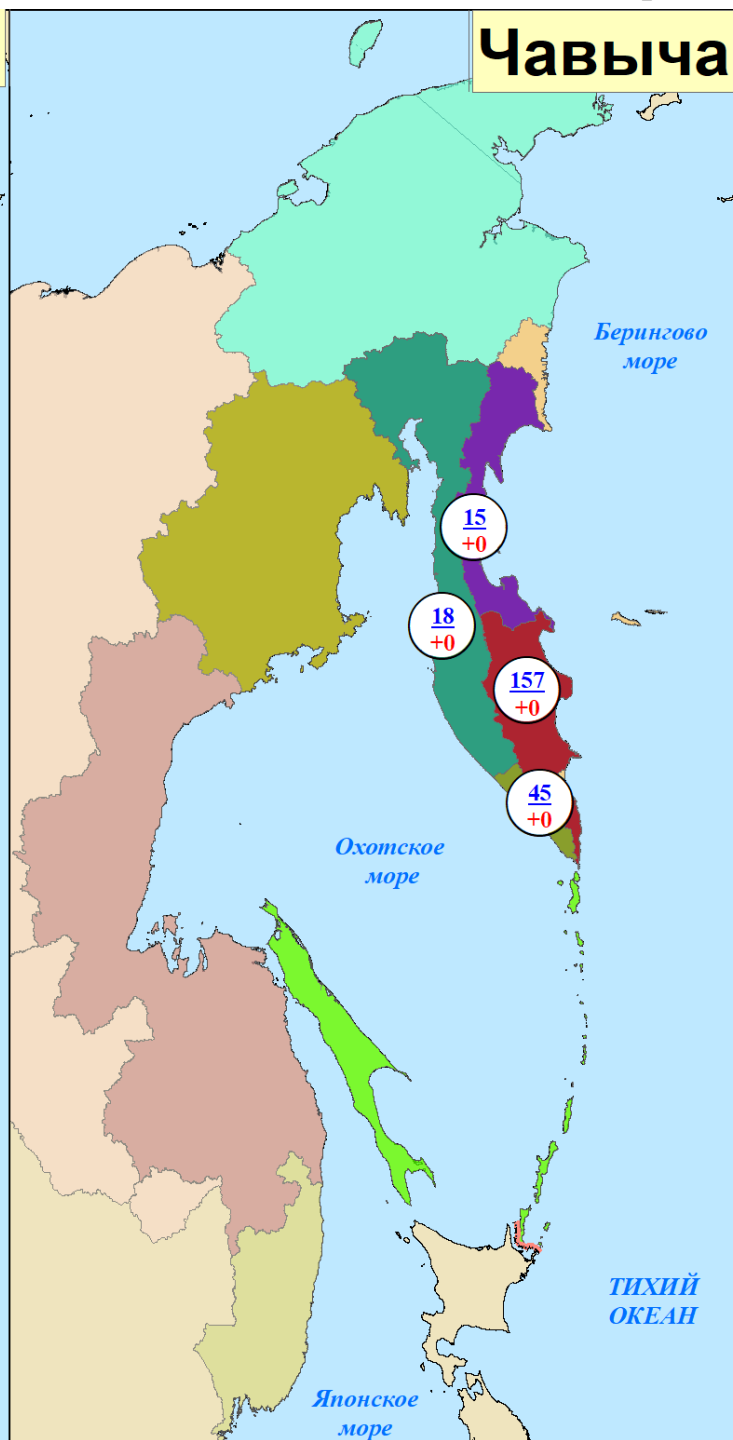 Чавыча
Берингово
море
15
+0
18
+0
157
+0
45
+0
Охотское
море
ТИХИЙ
ОКЕАН
Японское
море